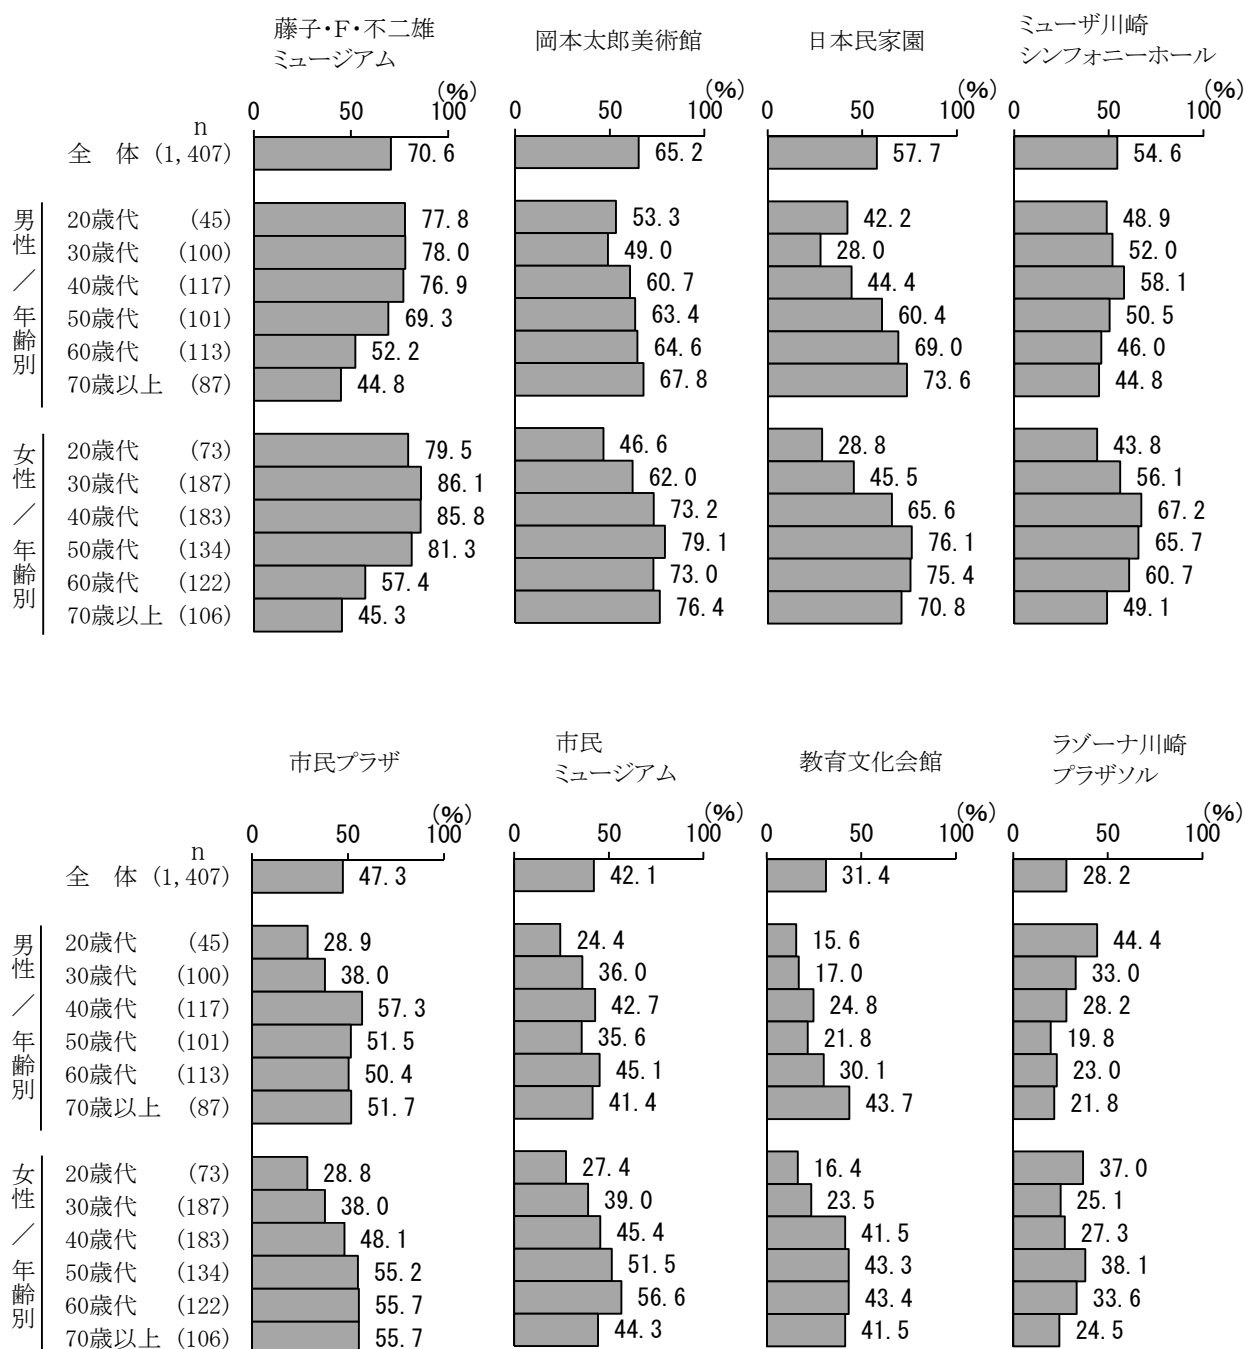 藤子・F・不二雄
ミュージアム
岡本太郎美術館
日本民家園
ミューザ川崎
シンフォニーホール
(%) (%) (%) (%)
0 50 100 0 50 100 0 50 100 0 50 100
n
全 体 (1,407) 70.6 65.2 57.7 54.6
男性／年齢別
20歳代 (45) 77.8 53.3 42.2 48.9
30歳代 (100) 78.0 49.0 28.0 52.0
40歳代 (117) 76.9 60.7 44.4 58.1
50歳代 (101) 69.3 63.4 60.4 50.5
60歳代 (113) 52.2 64.6 69.0 46.0
70歳以上 (87) 44.8 67.8 73.6 44.8
女性／年齢別
20歳代 (73) 79.5 46.6 28.8 43.8
30歳代 (187) 86.1 62.0 45.5 56.1
40歳代 (183) 85.8 73.2 65.6 67.2
50歳代 (134) 81.3 79.1 76.1 65.7
60歳代 (122) 57.4 73.0 75.4 60.7
70歳以上 (106) 45.3 76.4 70.8 49.1
市民プラザ
市民
ミュージアム
教育文化会館
ラゾーナ川崎
プラザソル
(%) (%) (%) (%)
0 50 100 0 50 100 0 50 100 0 50 100
n
全 体 (1,407) 47.3 42.1 31.4 28.2
男性／年齢別
20歳代 (45) 28.9 24.4 15.6 44.4
30歳代 (100) 38.0 36.0 17.0 33.0
40歳代 (117) 57.3 42.7 24.8 28.2
50歳代 (101) 51.5 35.6 21.8 19.8
60歳代 (113) 50.4 45.1 30.1 23.0
70歳以上 (87) 51.7 41.4 43.7 21.8
女性／年齢別
20歳代 (73) 28.8 27.4 16.4 37.0
30歳代 (187) 38.0 39.0 23.5 25.1
40歳代 (183) 48.1 45.4 41.5 27.3
50歳代 (134) 55.2 51.5 43.3 38.1
60歳代 (122) 55.7 56.6 43.4 33.6
70歳以上 (106) 55.7 44.3 41.5 24.5